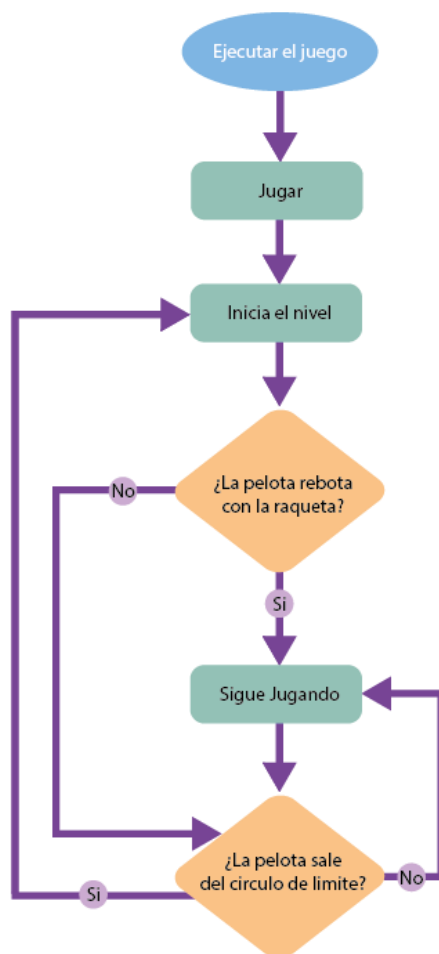 Ejecutar el juego
Jugar
Inicia el nivel
¿La pelota rebota
con la raqueta?
No
Si
Sigue Jugando
¿La pelota sale
del circulo de limite?
No
Si